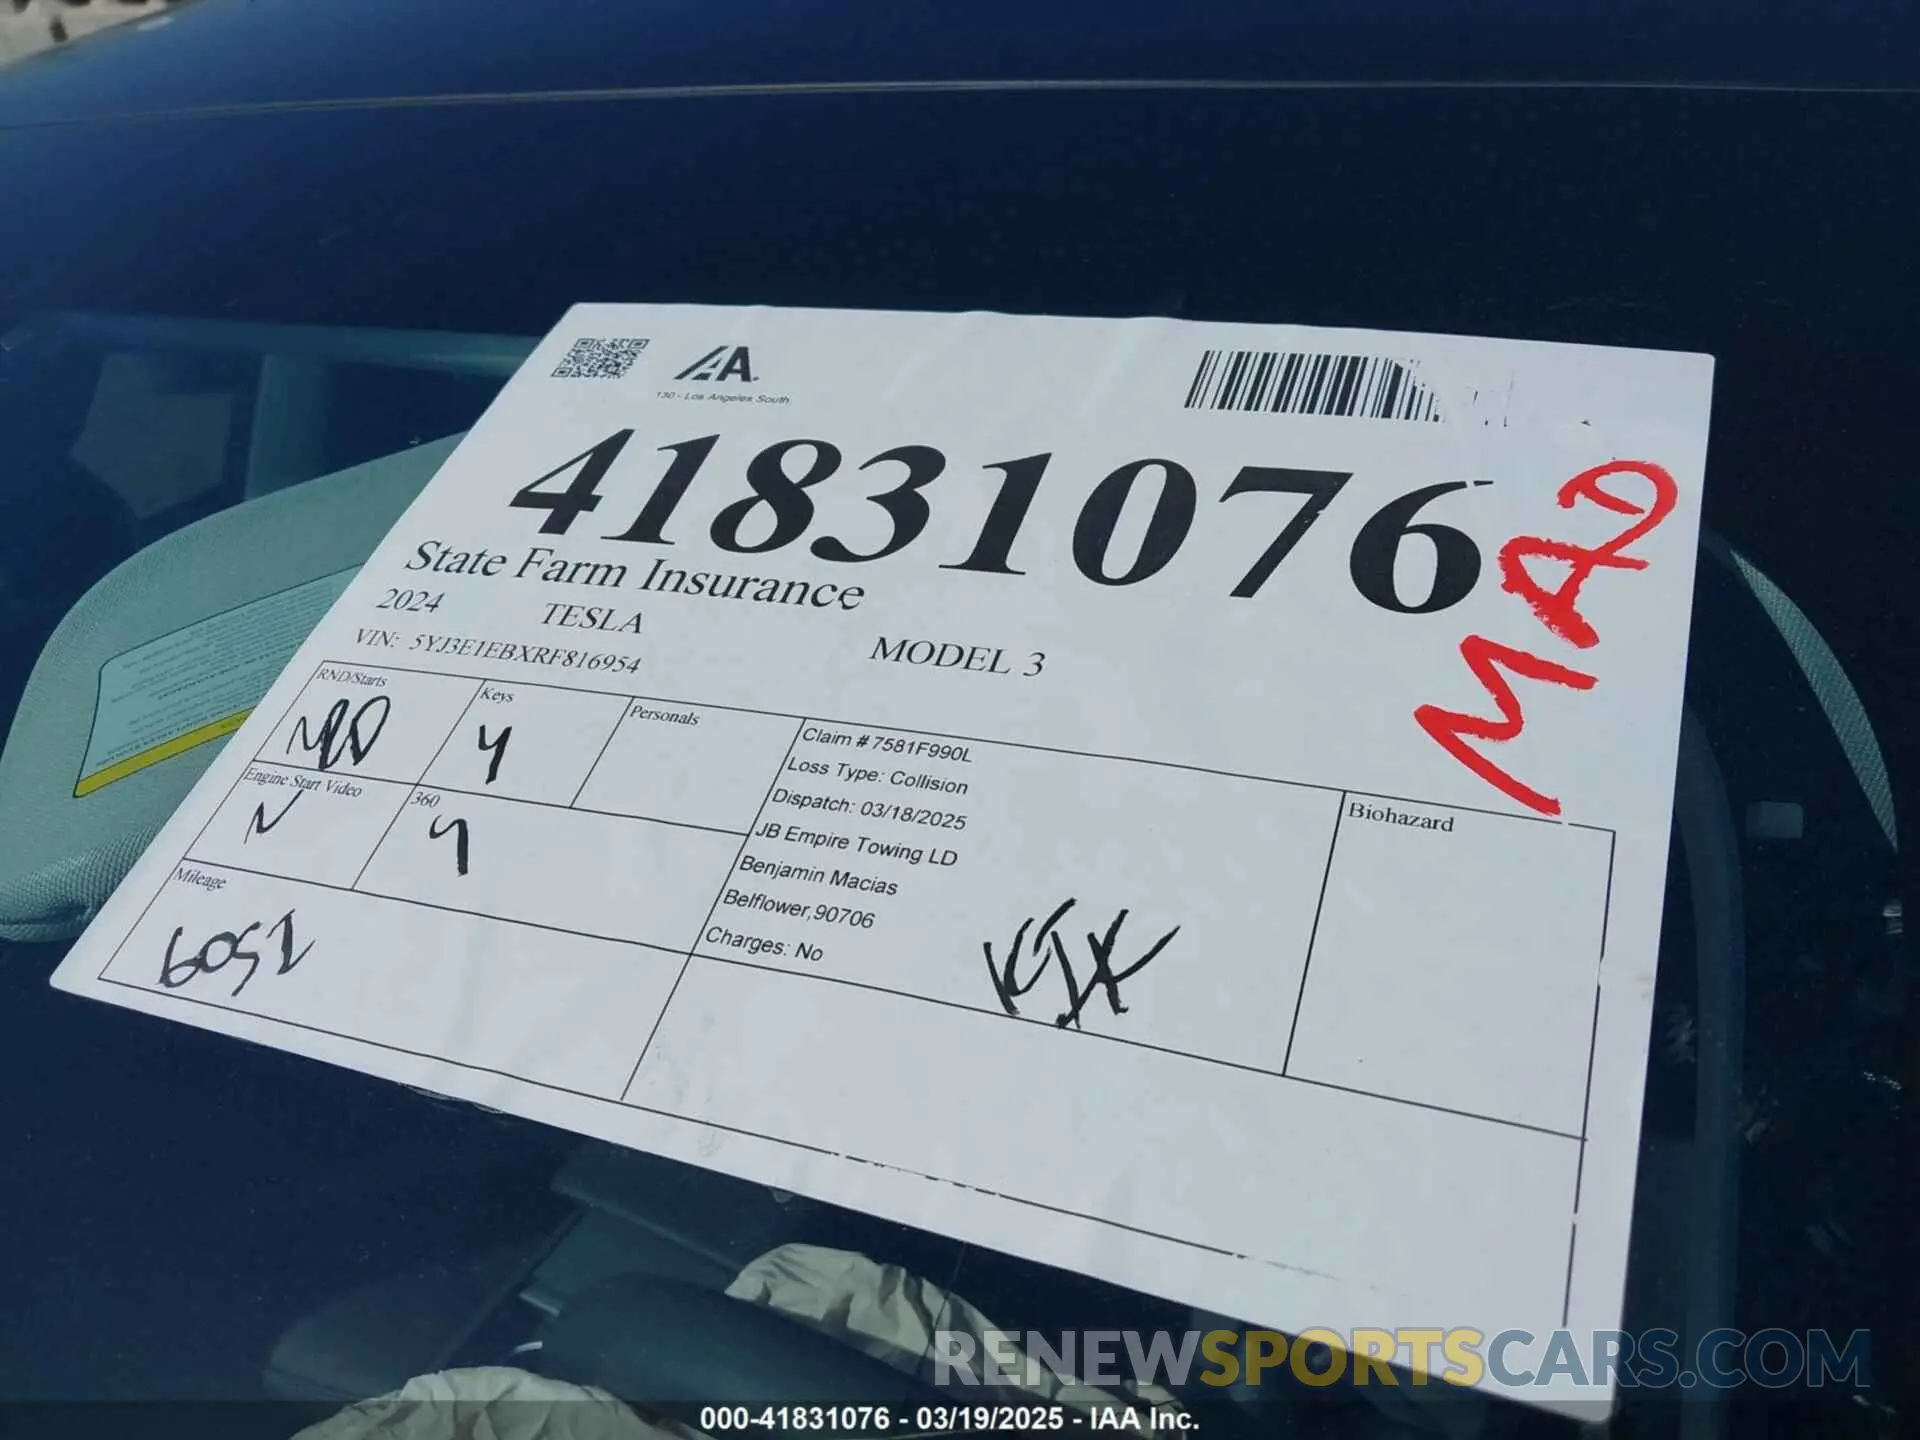 IAA
130 - Los Angeles South
41831076
State Farm Insurance
2024 TESLA MODEL 3
VIN: 5YJ3E1EBXRF816954
MAD
RND/Starts
Keys
Y
Personals
Engine Start Video
N
360
Y
Mileage
6051
Claim # 7581F990L
Loss Type: Collision
Dispatch: 03/18/2025
JB Empire Towing LD
Benjamin Macias
Belflower,90706
Charges: No
Biohazard
RENEWSPORTSCARS.COM
000-41831076 - 03/19/2025 - IAA Inc.